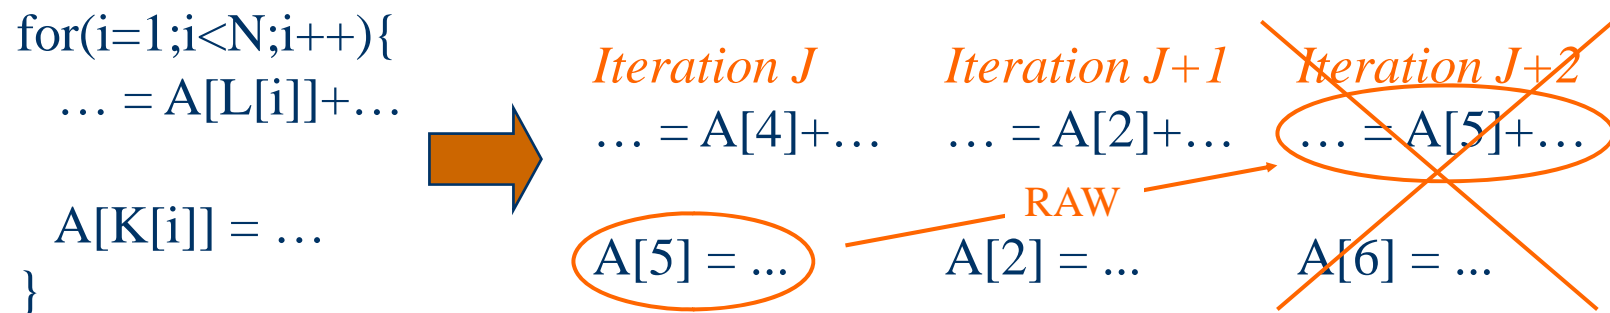 for(i=1;i<N;i++){
… = A[L[i]]+…
A[K[i]] = …
}
Iteration J
… = A[4]+…
A[5] = ...
RAW
Iteration J+1
… = A[2]+…
A[2] = ...
Iteration J+2
… = A[5]+…
A[6] = ...